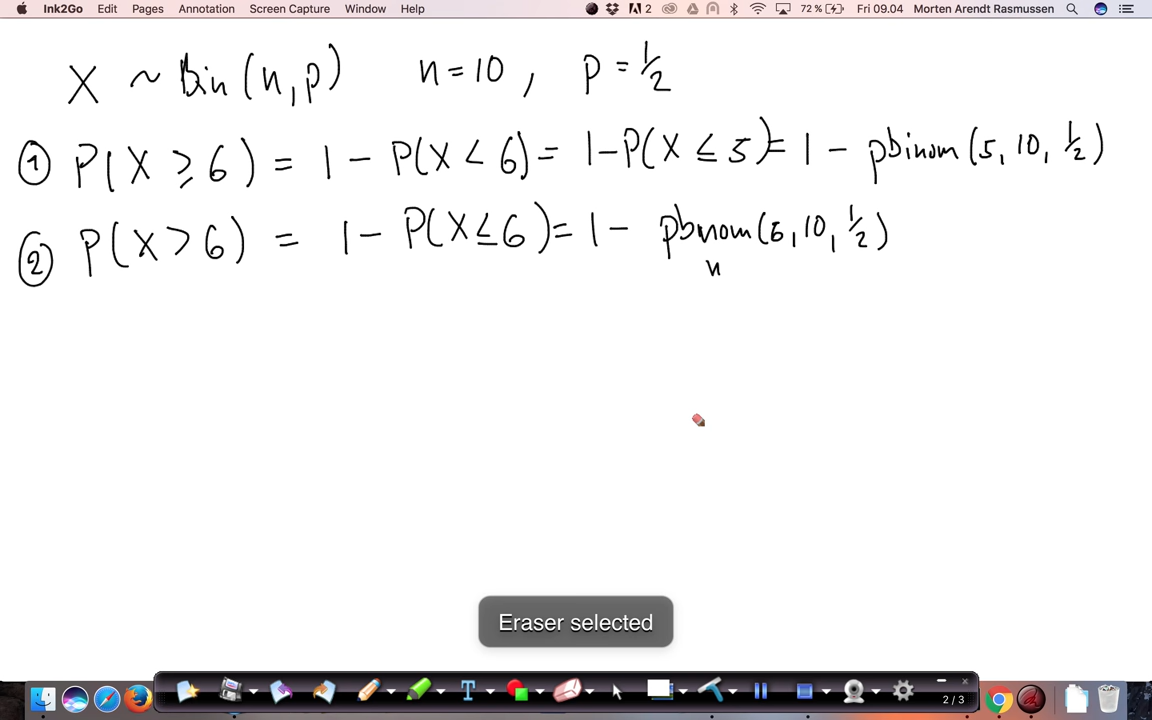 Ink2Go Edit Pages Annotation Screen Capture Window Help 2 72% Fri 09.04 Morten Arendt Rasmussen
X ~ Bin(n,p) n=10, p=1/2
① P(X ≥ 6) = 1 - P(X < 6) = 1-P(X ≤ 5) = 1 - pbinom(5, 10, 1/2)
② P(X > 6) = 1 - P(X ≤ 6) = 1 - pbnom(6, 10, 1/2)
n
Eraser selected
T
2 / 3